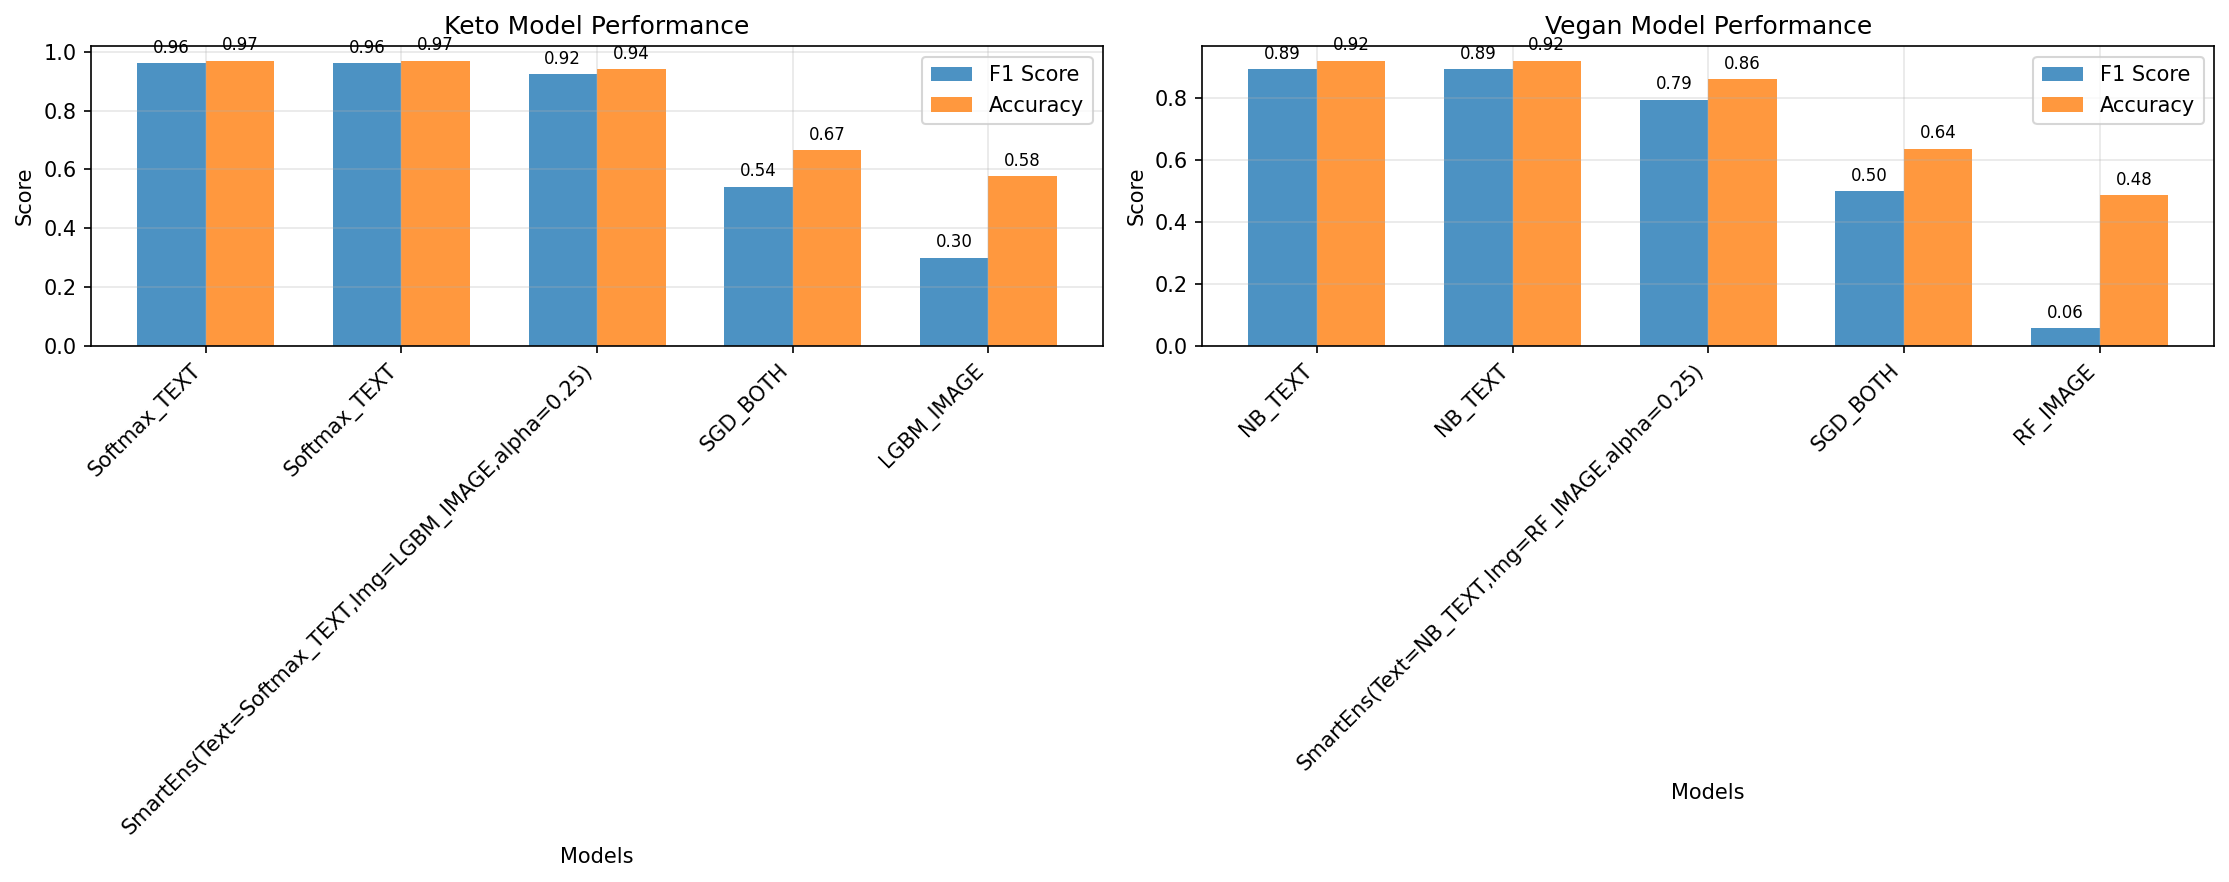 Keto Model Performance
1.0
0.8
0.6
0.4
0.2
0.0
Score
0.96
0.97
0.96
0.97
0.92
0.94
0.54
0.67
0.30
0.58
F1 Score
Accuracy
Softmax_TEXT
Softmax_TEXT
SmartEns(Text=Softmax_TEXT,Img=LGBM_IMAGE,alpha=0.25)
SGD_BOTH
LGBM_IMAGE
Models
Vegan Model Performance
0.8
0.6
0.4
0.2
0.0
Score
0.89
0.92
0.89
0.92
0.79
0.86
0.50
0.64
0.06
0.48
F1 Score
Accuracy
NB_TEXT
NB_TEXT
SmartEns(Text=NB_TEXT,Img=RF_IMAGE,alpha=0.25)
SGD_BOTH
RF_IMAGE
Models